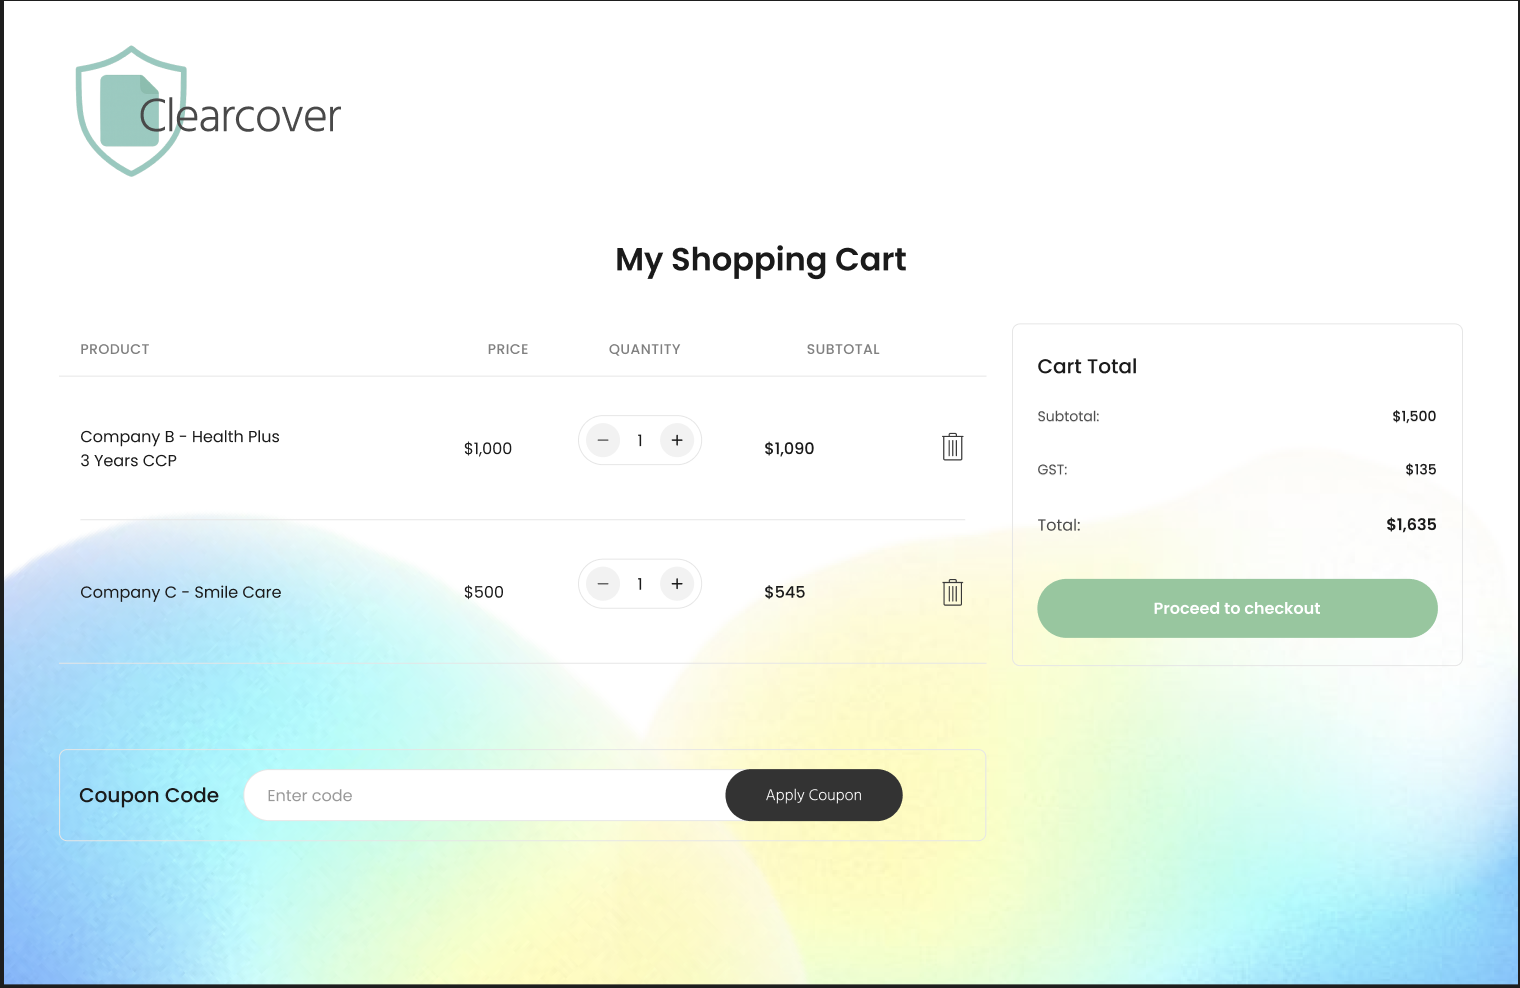 Clearcover
My Shopping Cart
PRODUCT PRICE QUANTITY SUBTOTAL
Company B - Health Plus
3 Years CCP
$1,000 − 1 + $1,090
Company C - Smile Care $500 − 1 + $545
Cart Total
Subtotal: $1,500
GST: $135
Total: $1,635
Proceed to checkout
Coupon Code Enter code Apply Coupon